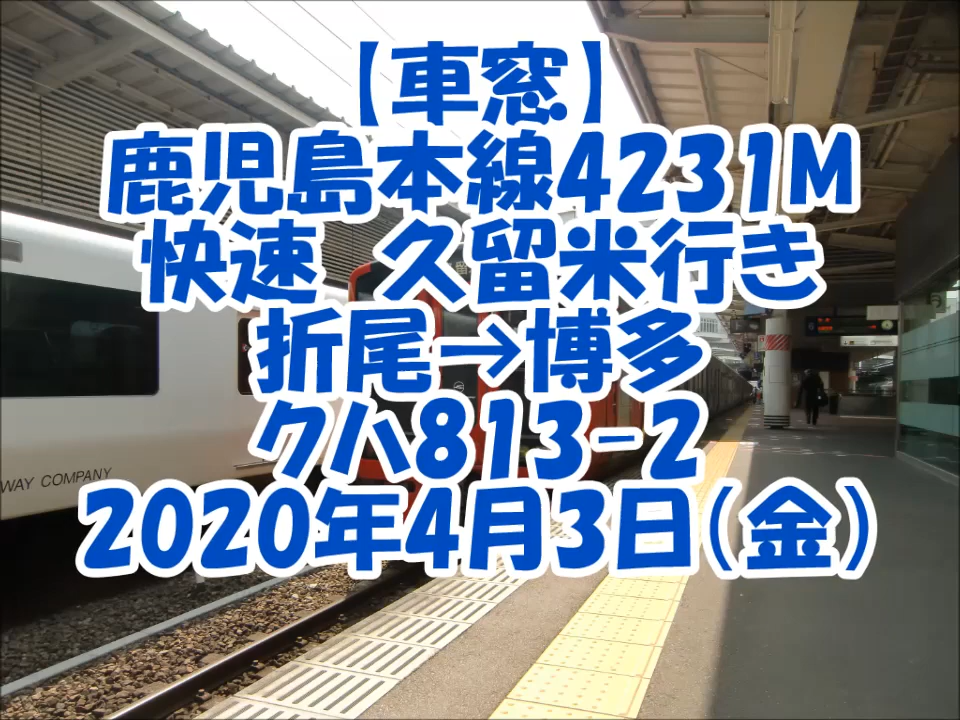 【車窓】
鹿児島本線4231M
快速 久留米行き
折尾→博多
クハ813-2
2020年4月3日(金)
WAY COMPANY